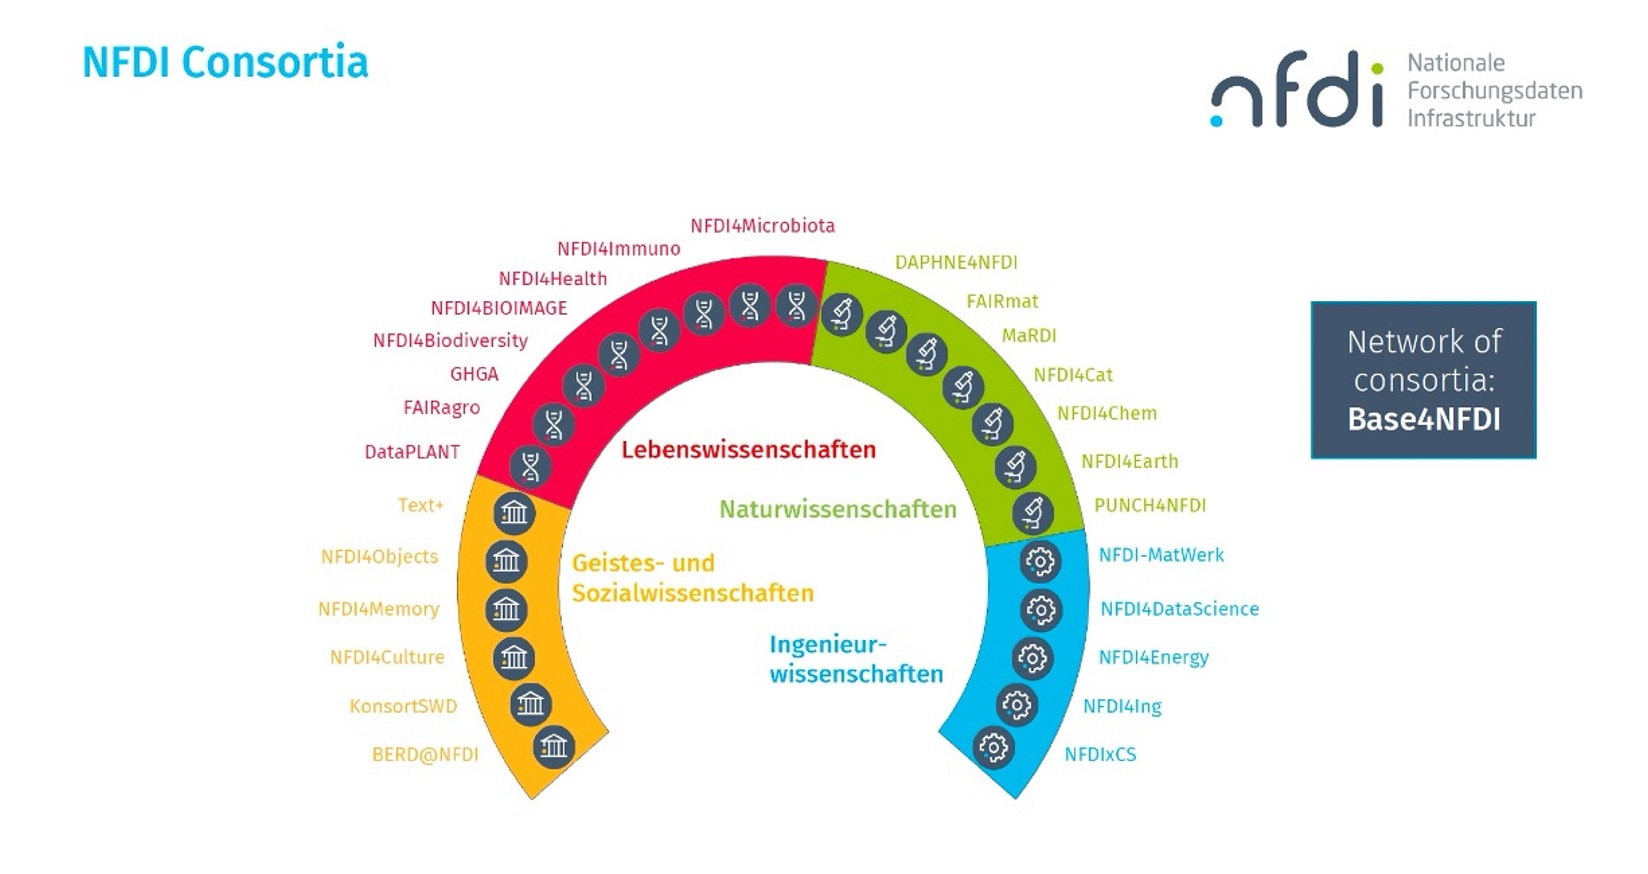 NFDI Consortia
nfdi
Nationale
Forschungsdaten
Infrastruktur
NFDI4Microbiota
NFDI4Immuno
NFDI4Health
NFDI4BIOIMAGE
NFDI4Biodiversity
GHGA
FAIRagro
DataPLANT
Text+
NFDI4Objects
NFDI4Memory
NFDI4Culture
KonsortSWD
BERD@NFDI
DAPHNE4NFDI
FAIRmat
MaRDI
NFDI4Cat
NFDI4Chem
NFDI4Earth
PUNCH4NFDI
NFDI-MatWerk
NFDI4DataScience
NFDI4Energy
NFDI4Ing
NFDIxCS
Lebenswissenschaften
Naturwissenschaften
Geistes- und
Sozialwissenschaften
Ingenieur-
wissenschaften
Network of
consortia:
Base4NFDI